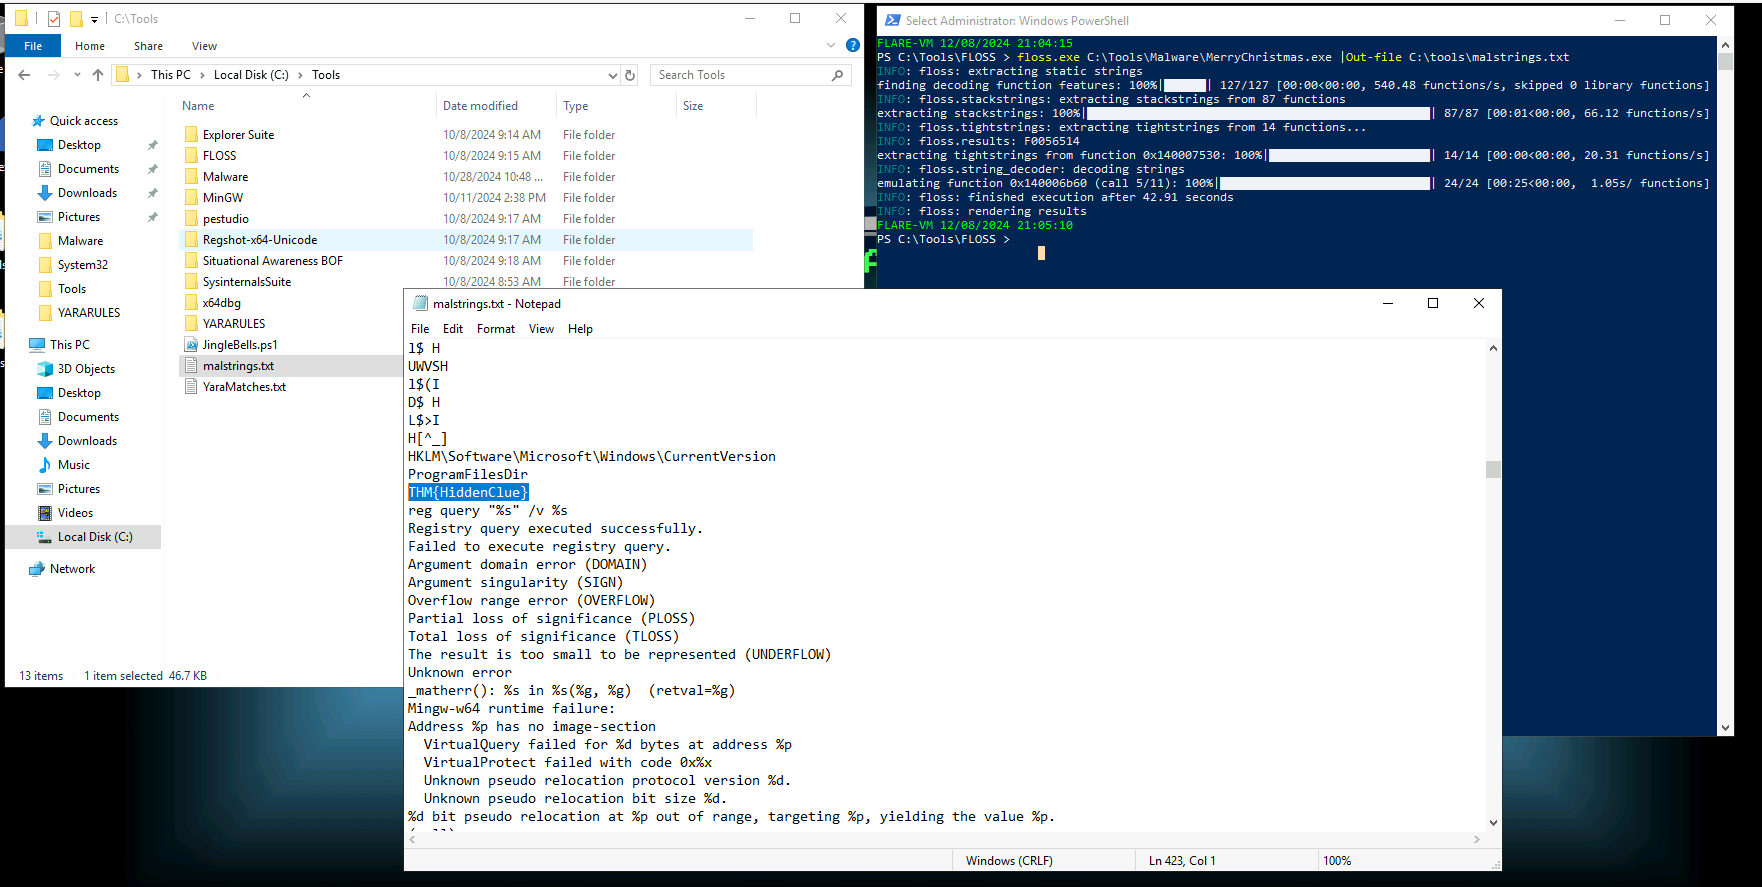 C:\Tools
File Home Share View
This PC > Local Disk (C:) > Tools
Search Tools
Name Date modified Type Size
Quick access
Desktop
Documents
Downloads
Pictures
Malware
System32
Tools
YARARULES
This PC
3D Objects
Desktop
Documents
Downloads
Music
Pictures
Videos
Local Disk (C:)
Network
Explorer Suite 10/8/2024 9:14 AM File folder
FLOSS 10/8/2024 9:15 AM File folder
Malware 10/28/2024 10:48 ... File folder
MinGW 10/11/2024 2:38 PM File folder
pestudio 10/8/2024 9:17 AM File folder
Regshot-x64-Unicode 10/8/2024 9:17 AM File folder
Situational Awareness BOF 10/8/2024 9:18 AM File folder
SysinternalsSuite 10/8/2024 8:53 AM File folder
x64dbg
YARARULES
JingleBells.ps1
malstrings.txt
YaraMatches.txt
13 items 1 item selected 46.7 KB
Select Administrator: Windows PowerShell
FLARE-VM 12/08/2024 21:04:15
PS C:\Tools\FLOSS > floss.exe C:\Tools\Malware\MerryChristmas.exe |Out-file C:\tools\malstrings.txt
INFO: floss: extracting static strings
finding decoding function features: 100%| | 127/127 [00:00<00:00, 540.48 functions/s, skipped 0 library functions]
INFO: floss.stackstrings: extracting stackstrings from 87 functions
extracting stackstrings: 100%| | 87/87 [00:01<00:00, 66.12 functions/s]
INFO: floss.tightstrings: extracting tightstrings from 14 functions...
INFO: floss.results: F0056514
extracting tightstrings from function 0x140007530: 100%| | 14/14 [00:00<00:00, 20.31 functions/s]
INFO: floss.string_decoder: decoding strings
emulating function 0x140006b60 (call 5/11): 100%| | 24/24 [00:25<00:00,  1.05s/ functions]
INFO: floss: finished execution after 42.91 seconds
INFO: floss: rendering results
FLARE-VM 12/08/2024 21:05:10
PS C:\Tools\FLOSS >
malstrings.txt - Notepad
File Edit Format View Help
l$ H
UWVSH
l$(I
D$ H
L$>I
H[^_]
HKLM\Software\Microsoft\Windows\CurrentVersion
ProgramFilesDir
THM{HiddenClue}
reg query "%s" /v %s
Registry query executed successfully.
Failed to execute registry query.
Argument domain error (DOMAIN)
Argument singularity (SIGN)
Overflow range error (OVERFLOW)
Partial loss of significance (PLOSS)
Total loss of significance (TLOSS)
The result is too small to be represented (UNDERFLOW)
Unknown error
_matherr(): %s in %s(%g, %g)  (retval=%g)
Mingw-w64 runtime failure:
Address %p has no image-section
  VirtualQuery failed for %d bytes at address %p
  VirtualProtect failed with code 0x%x
  Unknown pseudo relocation protocol version %d.
  Unknown pseudo relocation bit size %d.
%d bit pseudo relocation at %p out of range, targeting %p, yielding the value %p.
Windows (CRLF) Ln 423, Col 1 100%